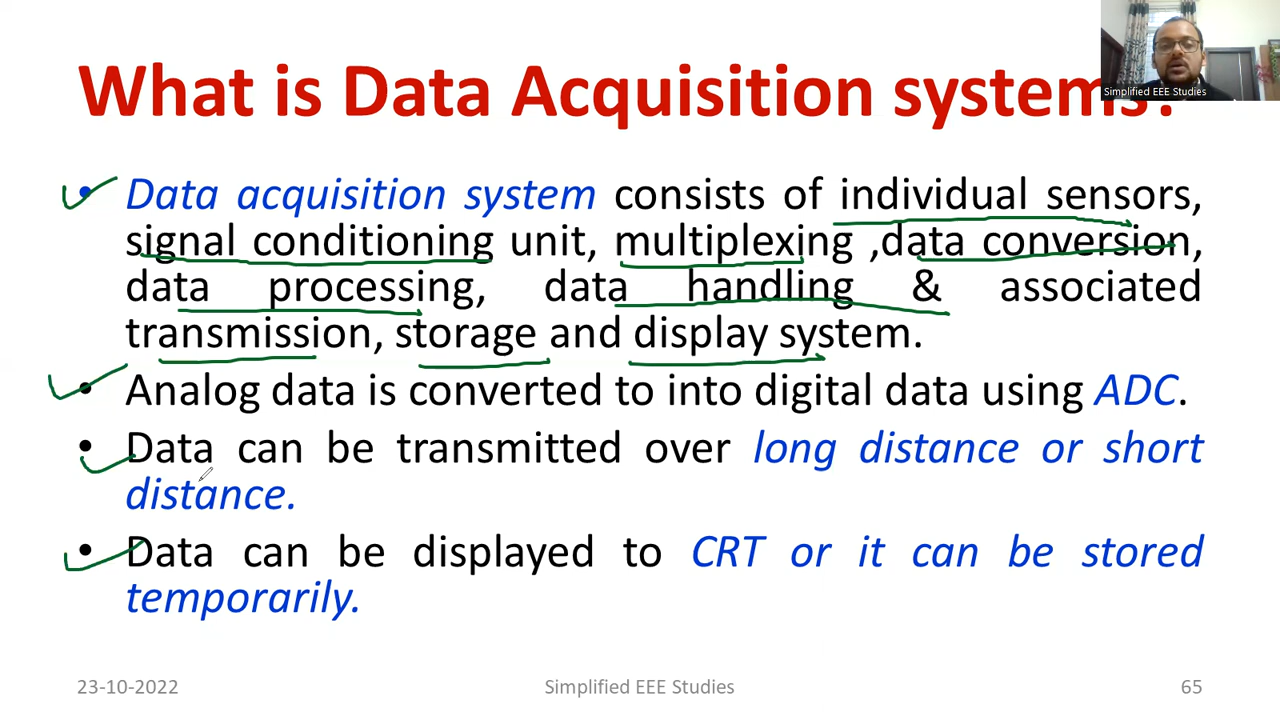 What is Data Acquisition systems?
Simplified EEE Studies
• Data acquisition system consists of individual sensors,
signal conditioning unit, multiplexing ,data conversion,
data processing, data handling & associated
transmission, storage and display system.
• Analog data is converted to into digital data using ADC.
• Data can be transmitted over long distance or short
distance.
• Data can be displayed to CRT or it can be stored
temporarily.
23-10-2022
Simplified EEE Studies
65